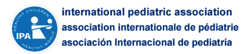 IPA
international pediatric association
association internationale de pédiatrie
asociación Internacional de pediatría